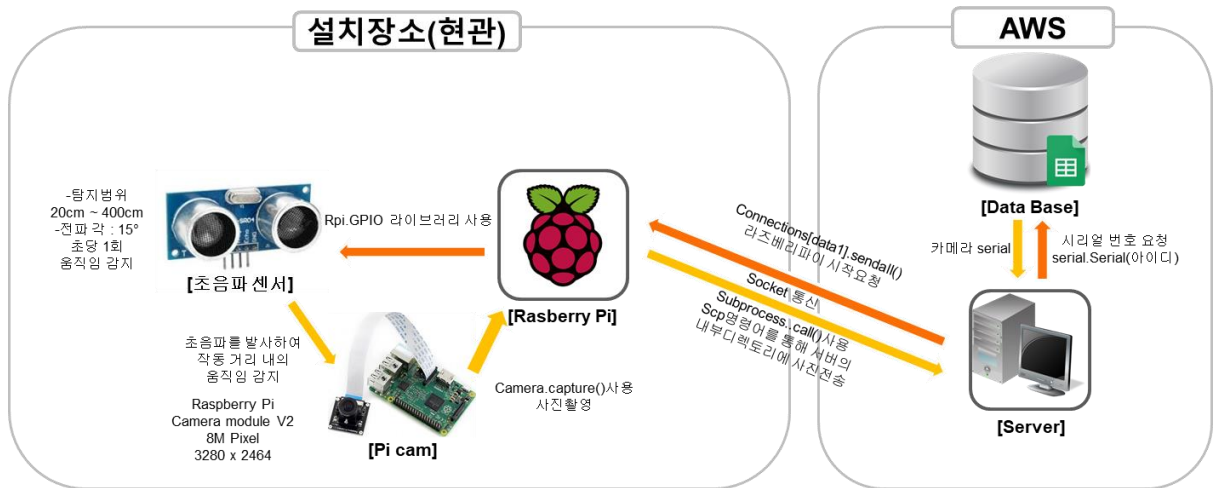 설치장소(현관)
AWS
-탐지범위
20cm ~ 400cm
-전파 각 : 15°
초당 1회
움직임 감지
[초음파 센서]
Rpi.GPIO 라이브러리 사용
[Rasberry Pi]
초음파를 발사하여
작동 거리 내의
움직임 감지
Raspberry Pi
Camera module V2
8M Pixel
3280 x 2464
[Pi cam]
Camera.capture()사용
사진촬영
Connections[data1].sendall()
라즈베리파이 시작요청
Socket 통신
Subprocess..call()사용
Scp명령어를 통해 서버의
내부디렉토리에 사진전송
[Data Base]
카메라 serial
시리얼 번호 요청
serial.Serial(아이디)
[Server]